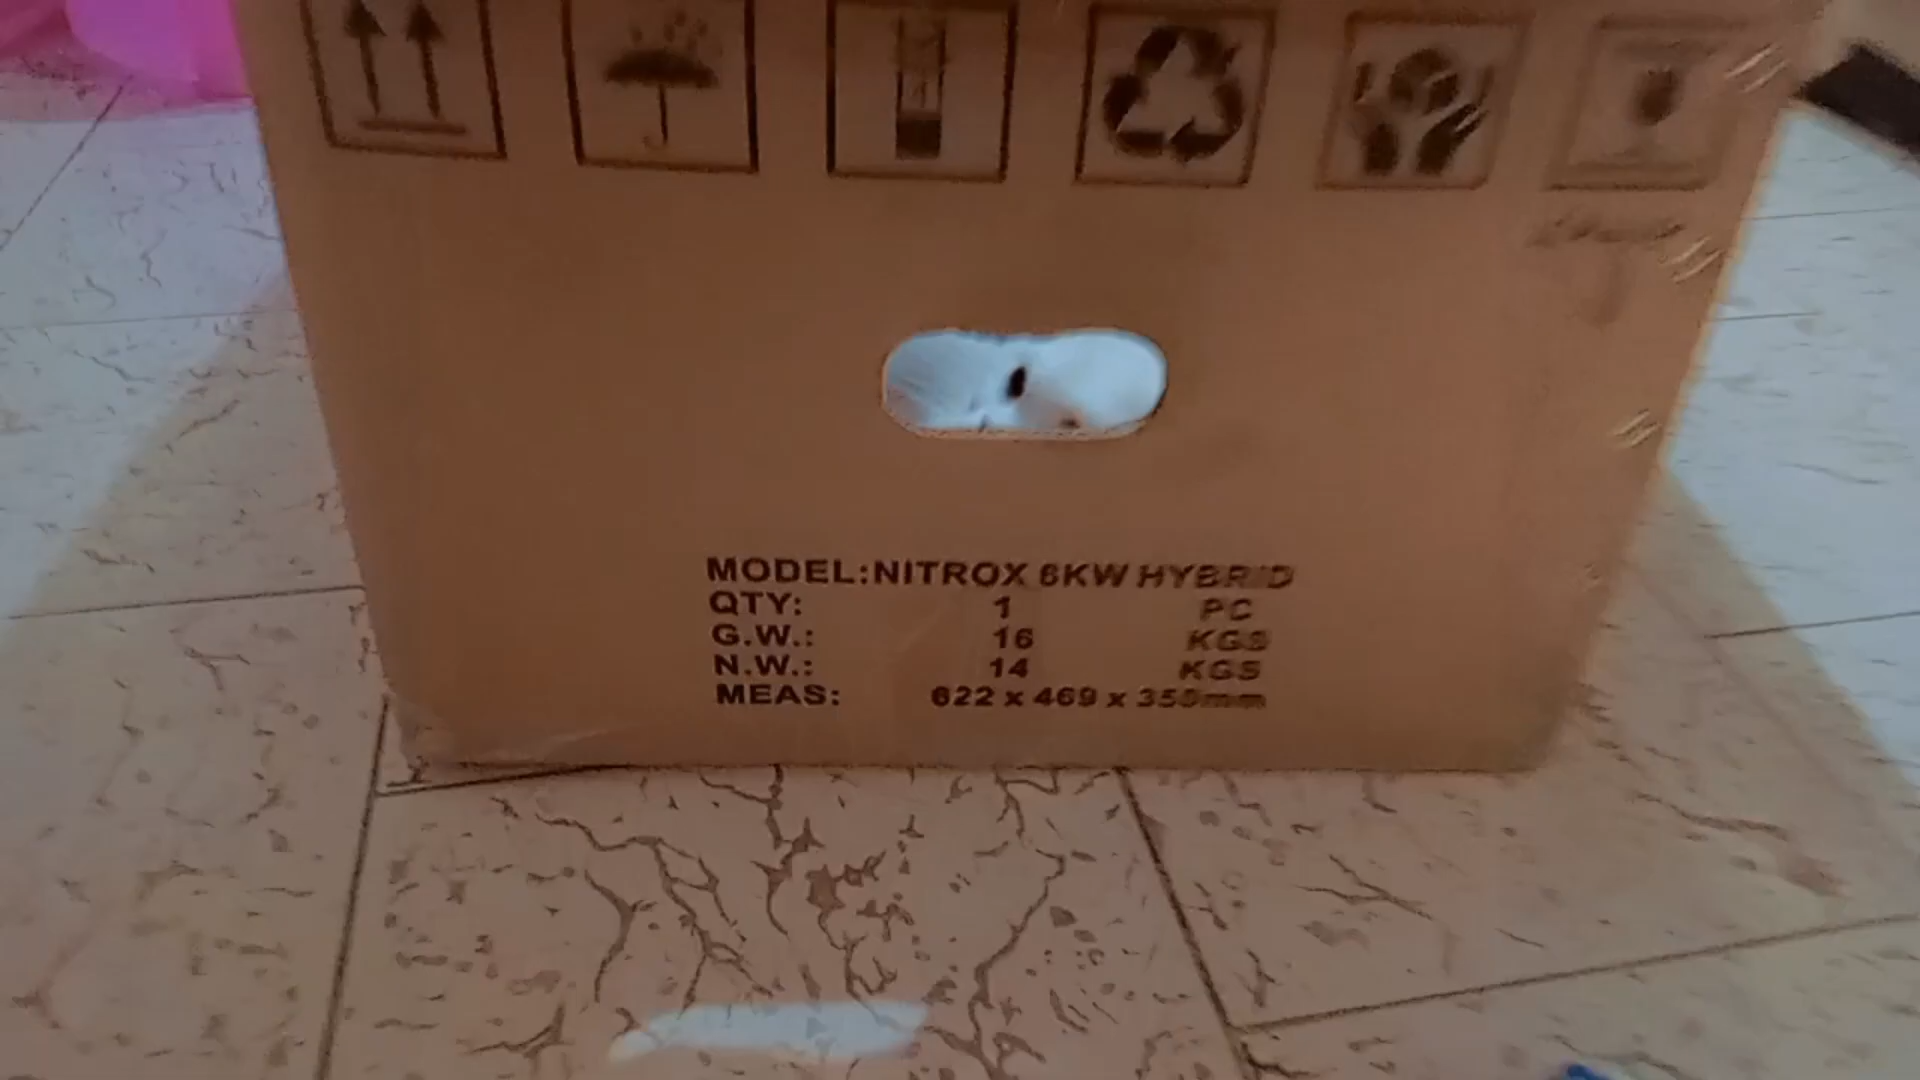 MODEL:NITROX 6KW HYBRID
QTY: 1 PC
G.W.: 16 KGS
N.W.: 14 KGS
MEAS: 622 x 469 x 350mm